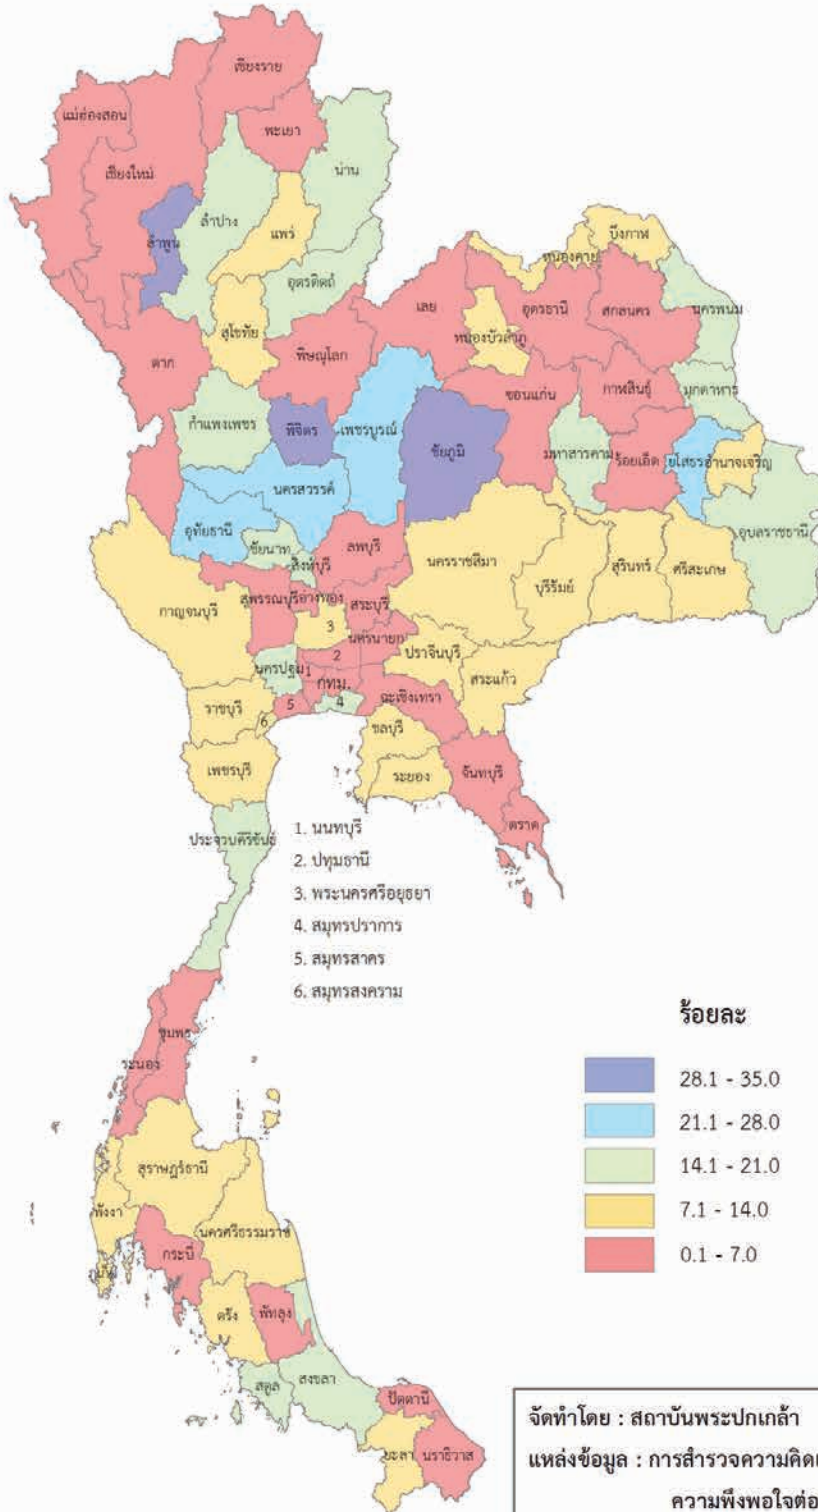 เชียงราย
แม่ฮ่องสอน
พะเยา
เชียงใหม่
น่าน
ลำปาง
ลำพูน
แพร่
อุตรดิตถ์
บึงกาฬ
หนองคาย
เลย
อุดรธานี
สกลนคร
นครพนม
สุโขทัย
พิษณุโลก
หนองบัวลำภู
ตาก
ขอนแก่น
กาฬสินธุ์
มุกดาหาร
กำแพงเพชร
พิจิตร
เพชรบูรณ์
ชัยภูมิ
มหาสารคาม
ร้อยเอ็ด
ยโสธร
อำนาจเจริญ
นครสวรรค์
อุทัยธานี
อุบลราชธานี
ชัยนาท
ลพบุรี
สิงห์บุรี
นครราชสีมา
บุรีรัมย์
สุรินทร์
ศรีสะเกษ
กาญจนบุรี
สุพรรณบุรี
อ่างทอง
สระบุรี
3
นครนายก
ปราจีนบุรี
2
นครปฐม
1
กทม.
สระแก้ว
ฉะเชิงเทรา
ราชบุรี
5
4
6
ชลบุรี
เพชรบุรี
ระยอง
จันทบุรี
ตราด
ประจวบคีรีขันธ์
1. นนทบุรี
2. ปทุมธานี
3. พระนครศรีอยุธยา
4. สมุทรปราการ
5. สมุทรสาคร
6. สมุทรสงคราม
ชุมพร
ระนอง
ร้อยละ
28.1 - 35.0
21.1 - 28.0
14.1 - 21.0
7.1 - 14.0
0.1 - 7.0
สุราษฎร์ธานี
พังงา
นครศรีธรรมราช
กระบี่
ภูเก็ต
ตรัง
พัทลุง
สตูล
สงขลา
ปัตตานี
ยะลา
นราธิวาส
จัดทำโดย : สถาบันพระปกเกล้า
แหล่งข้อมูล : การสำรวจความคิดเ
ความพึงพอใจต่อ